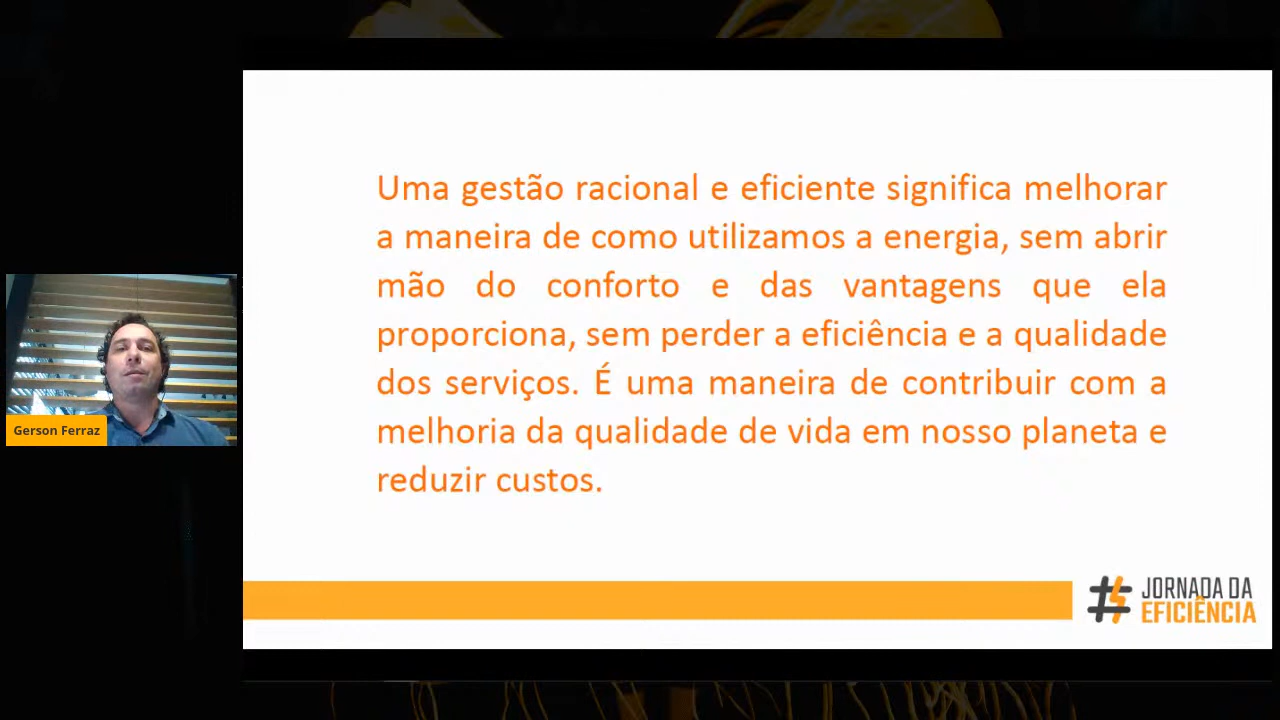 Uma gestão racional e eficiente significa melhorar
a maneira de como utilizamos a energia, sem abrir
mão do conforto e das vantagens que ela
proporciona, sem perder a eficiência e a qualidade
dos serviços. É uma maneira de contribuir com a
melhoria da qualidade de vida em nosso planeta e
reduzir custos.
Gerson Ferraz
JORNADA DA
EFICIÊNCIA